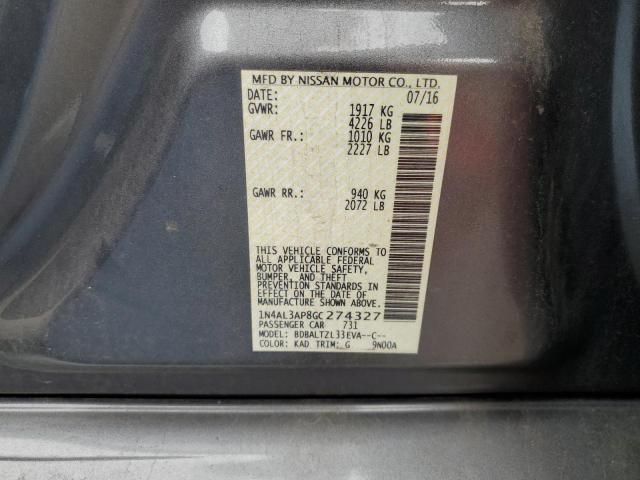 MFD BY NISSAN MOTOR CO., LTD.
DATE: 07/16
GVWR: 1917 KG
4226 LB
GAWR FR.: 1010 KG
2227 LB
GAWR RR.: 940 KG
2072 LB
THIS VEHICLE CONFORMS TO
ALL APPLICABLE FEDERAL
MOTOR VEHICLE SAFETY,
BUMPER, AND THEFT
PREVENTION STANDARDS IN
EFFECT ON THE DATE OF
MANUFACTURE SHOWN ABOVE.
1N4AL3AP8GC274327
PASSENGER CAR 731
MODEL: BDBALTZL33EVA--C--
COLOR: KAD TRIM: G 9N00A